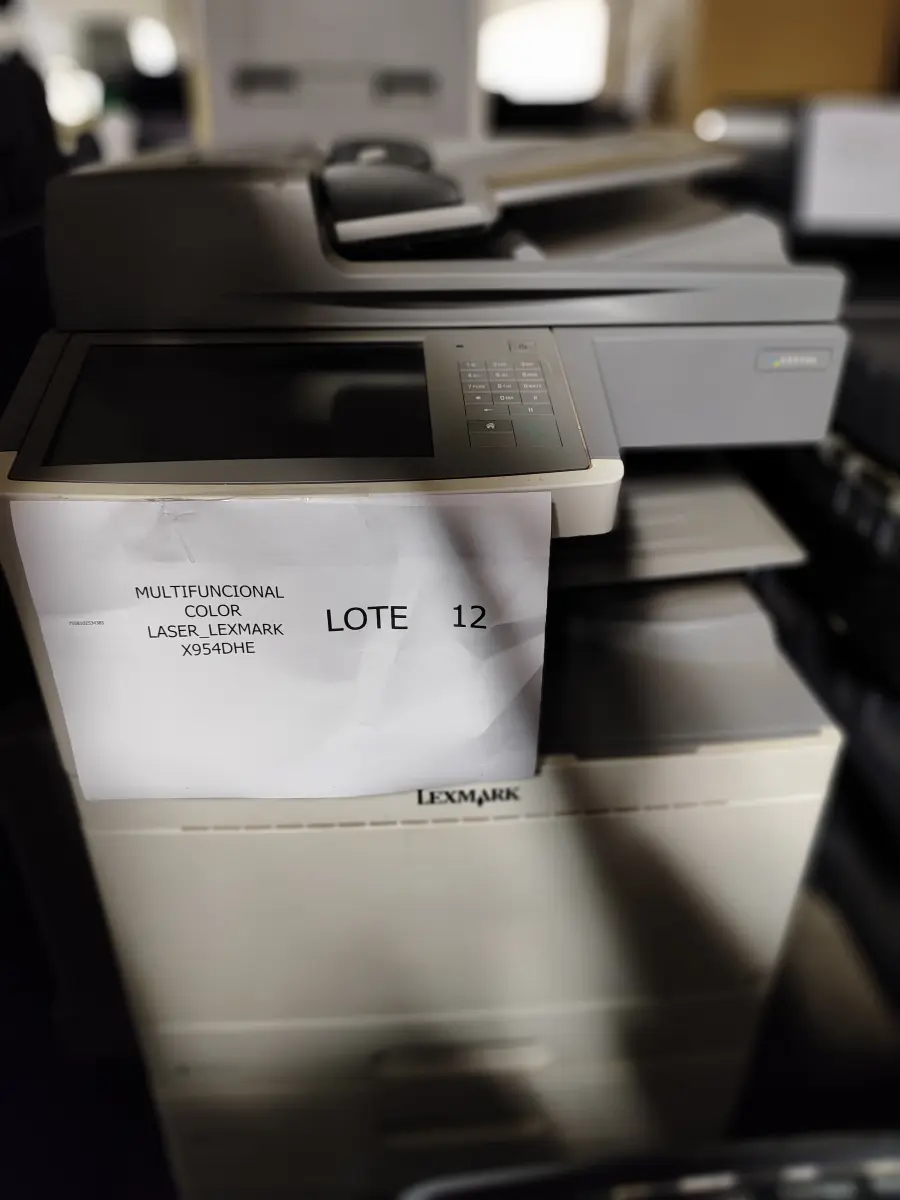 MULTIFUNCIONAL
COLOR
LASER_LEXMARK
X954DHE
LOTE 12
LEXMARK